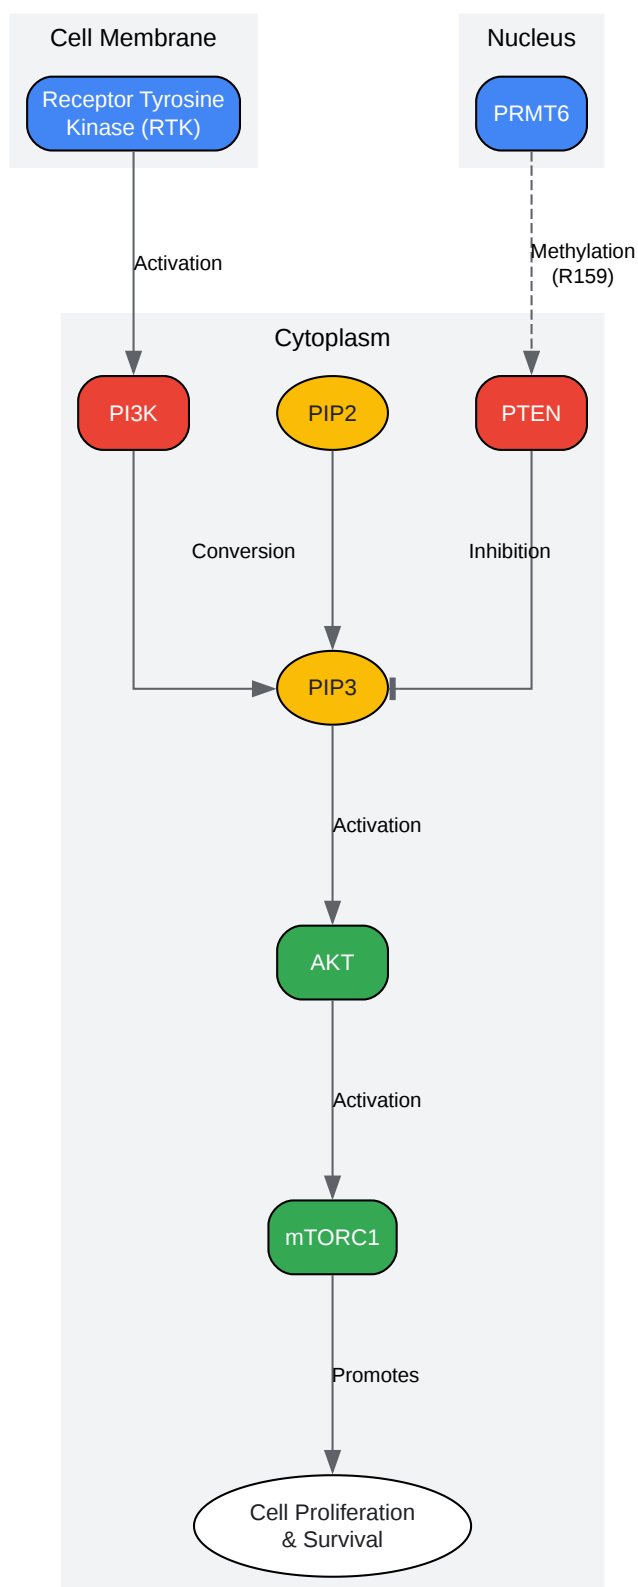 Cell Membrane
Nucleus
Receptor Tyrosine
Kinase (RTK)
PRMT6
Activation
Methylation
(R159)
Cytoplasm
PI3K
PIP2
PTEN
Conversion
Inhibition
PIP3
Activation
AKT
Activation
mTORC1
Promotes
Cell Proliferation
& Survival